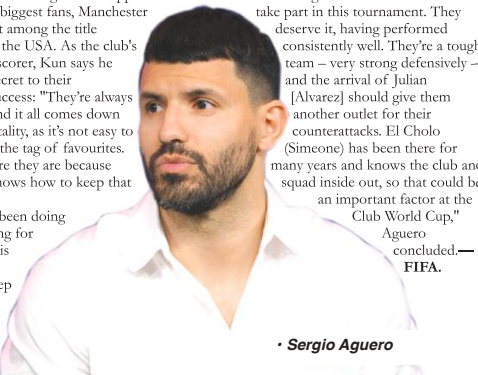 biggest fans, Manchester
t among the title
the USA. As the club's
scorer, Kun says he
ecret to their
uccess: "They're always
nd it all comes down
tality, as it's not easy to
the tag of favourites.
re they are because
nows how to keep that
been doing
ng for
is
ep
take part in this tournament. They
deserve it, having performed
consistently well. They're a tough
team – very strong defensively –
and the arrival of Julian
[Alvarez] should give them
another outlet for their
counterattacks. El Cholo
(Simeone) has been there for
many years and knows the club and
squad inside out, so that could be
an important factor at the
Club World Cup,"
Aguero
concluded.—
FIFA.
• Sergio Aguero